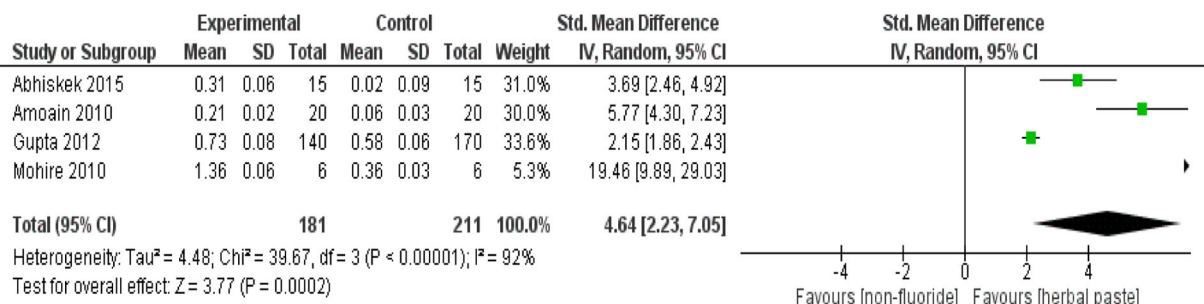 Experimental Control Std. Mean Difference Std. Mean Difference
Study or Subgroup Mean SD Total Mean SD Total Weight IV, Random, 95% CI IV, Random, 95% CI
Abhiskek 2015 0.31 0.06 15 0.02 0.09 15 31.0% 3.69 [2.46, 4.92]
Amoain 2010 0.21 0.02 20 0.06 0.03 20 30.0% 5.77 [4.30, 7.23]
Gupta 2012 0.73 0.08 140 0.58 0.06 170 33.6% 2.15 [1.86, 2.43]
Mohire 2010 1.36 0.06 6 0.36 0.03 6 5.3% 19.46 [9.89, 29.03]
Total (95% CI) 181 211 100.0% 4.64 [2.23, 7.05]
Heterogeneity: Tau² = 4.48; Chi² = 39.67, df = 3 (P < 0.00001); I² = 92%
Test for overall effect: Z = 3.77 (P = 0.0002)
-4 -2 0 2 4
Favours [non-fluoride] Favours [herbal paste]